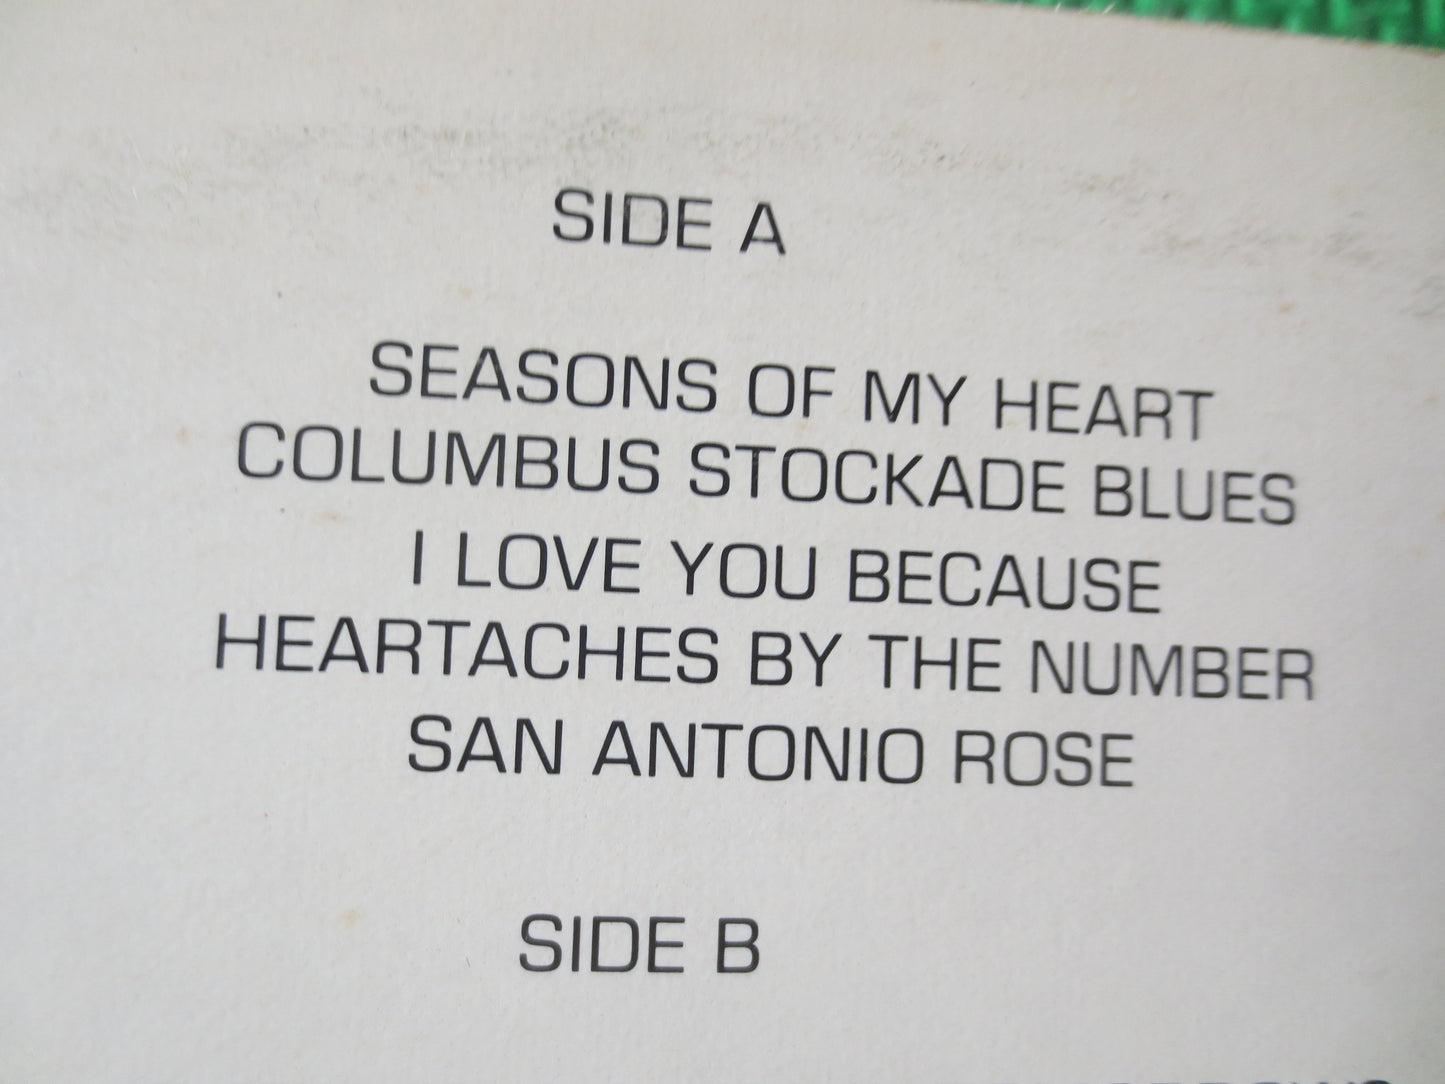 SIDE A
SEASONS OF MY HEART
COLUMBUS STOCKADE BLUES
I LOVE YOU BECAUSE
HEARTACHES BY THE NUMBER
SAN ANTONIO ROSE
SIDE B